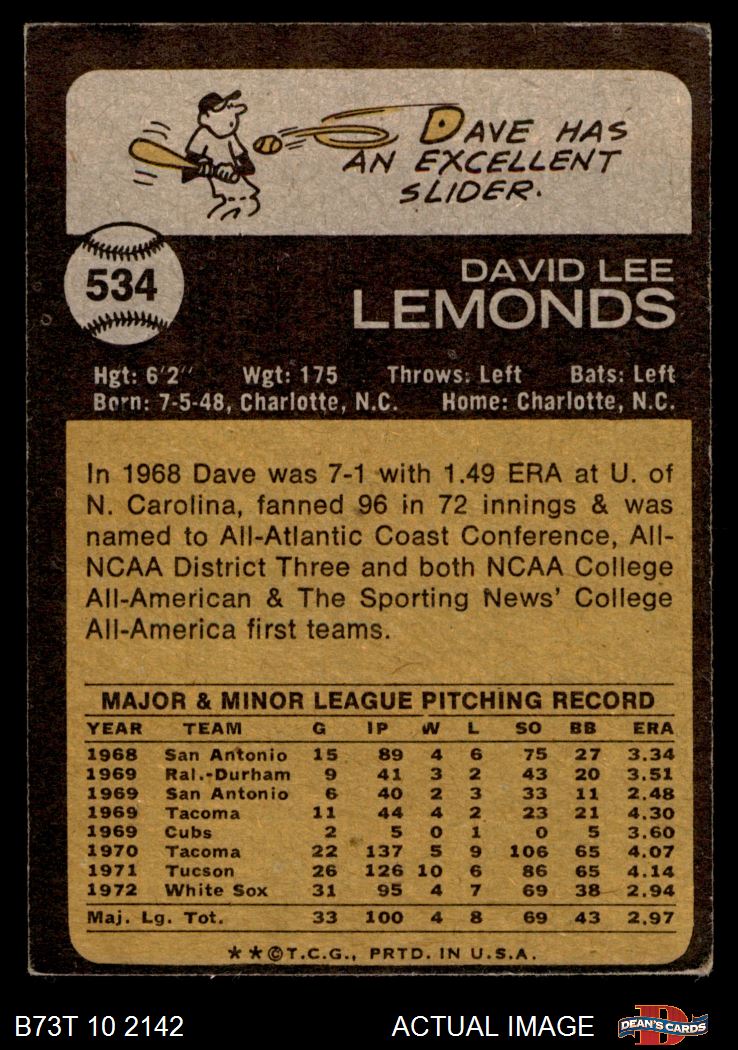 DAVE HAS
AN EXCELLENT
SLIDER.
534
DAVID LEE
LEMONDS
Hgt: 6'2" Wgt: 175 Throws: Left Bats: Left
Born: 7-5-48, Charlotte, N.C. Home: Charlotte, N.C.
In 1968 Dave was 7-1 with 1.49 ERA at U. of
N. Carolina, fanned 96 in 72 innings & was
named to All-Atlantic Coast Conference, All-
NCAA District Three and both NCAA College
All-American & The Sporting News' College
All-America first teams.
MAJOR & MINOR LEAGUE PITCHING RECORD
YEAR TEAM G IP W L SO BB ERA
1968 San Antonio 15 89 4 6 75 27 3.34
1969 Ral.-Durham 9 41 3 2 43 20 3.51
1969 San Antonio 6 40 2 3 33 11 2.48
1969 Tacoma 11 44 4 2 23 21 4.30
1969 Cubs 2 5 0 1 0 5 3.60
1970 Tacoma 22 137 5 9 106 65 4.07
1971 Tucson 26 126 10 6 86 65 4.14
1972 White Sox 31 95 4 7 69 38 2.94
Maj. Lg. Tot. 33 100 4 8 69 43 2.97
**©T.C.G., PRTD. IN U.S.A.
B73T 10 2142 ACTUAL IMAGE DEAN'S CARDS